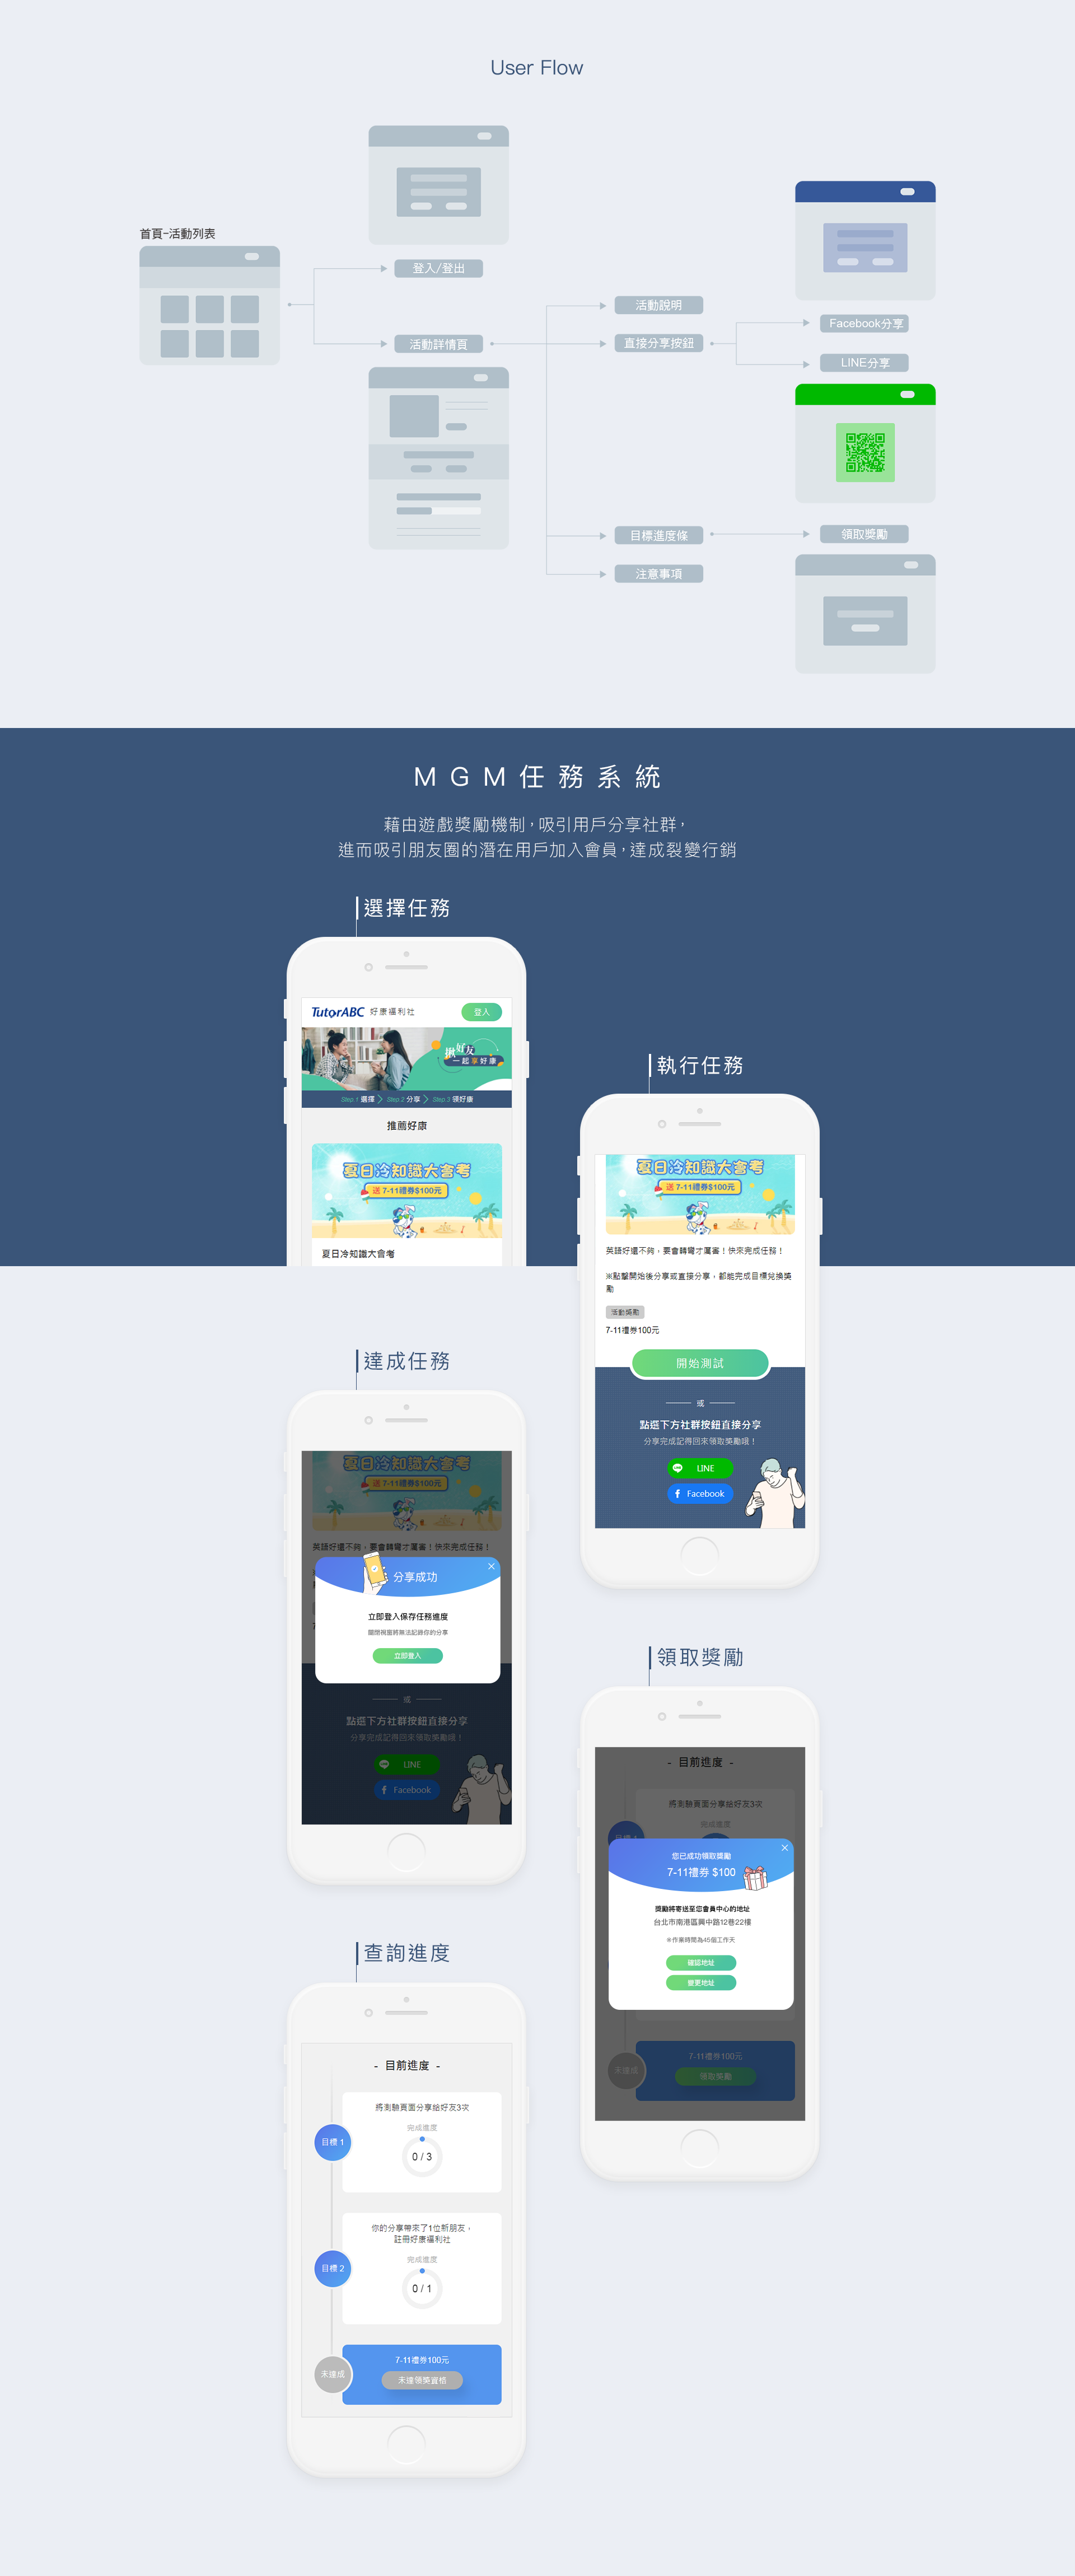 User Flow
首頁-活動列表
登入/登出
活動詳情頁
活動說明
直接分享按鈕
Facebook分享
LINE分享
目標進度條
領取獎勵
注意事項
MGM任務系統
藉由遊戲獎勵機制，吸引用戶分享社群，
進而吸引朋友圈的潛在用戶加入會員，達成裂變行銷
選擇任務
TutorABC 好康福利社
登入
揪好友
一起享好康
Step.1 選擇 Step.2 分享 Step.3 領好康
推薦好康
夏日冷知識大會考
送 7-11禮券$100元
夏日冷知識大會考
執行任務
夏日冷知識大會考
送 7-11禮券$100元
英語好還不夠，要會轉彎才厲害！快來完成任務！
※點擊開始後分享或直接分享，都能完成目標兌換獎
勵
活動獎勵
7-11禮券100元
開始測試
或
點選下方社群按鈕直接分享
分享完成記得回來領取獎勵哦！
LINE
Facebook
達成任務
夏日冷知識大會考
送 7-11禮券$100元
英語好還不夠，要會轉彎才厲害！快來完成任務！
分享成功
立即登入保存任務進度
關閉視窗將無法記錄你的分享
立即登入
或
點選下方社群按鈕直接分享
分享完成記得回來領取獎勵哦！
LINE
Facebook
領取獎勵
- 目前進度 -
將測驗頁面分享給好友3次
完成進度
您已成功領取獎勵
7-11禮券 $100
獎勵將寄送至您會員中心的地址
台北市南港區興中路12巷22樓
※作業時間為45個工作天
確認地址
變更地址
7-11禮券100元
未達成
領取獎勵
查詢進度
- 目前進度 -
將測驗頁面分享給好友3次
完成進度
目標 1
0 / 3
你的分享帶來了1位新朋友，
註冊好康福利社
完成進度
目標 2
0 / 1
7-11禮券100元
未達成
未達領獎資格